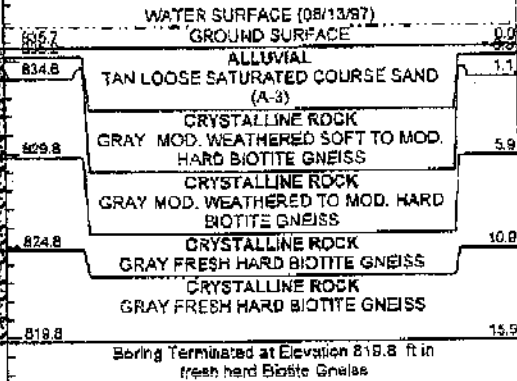 WATER SURFACE (08/13/97)
835.7 GROUND SURFACE 0.0
ALLUVIAL
834.6 TAN LOOSE SATURATED COURSE SAND 1.1
(A-3)
CRYSTALLINE ROCK
GRAY MOD. WEATHERED SOFT TO MOD.
829.8 HARD BIOTITE GNEISS 5.9
CRYSTALLINE ROCK
GRAY MOD. WEATHERED TO MOD. HARD
BIOTITE GNEISS
824.8 CRYSTALLINE ROCK 10.9
GRAY FRESH HARD BIOTITE GNEISS
CRYSTALLINE ROCK
GRAY FRESH HARD BIOTITE GNEISS
819.8 15.9
Boring Terminated at Elevation 819.8 ft in
fresh hard Biotite Gneiss